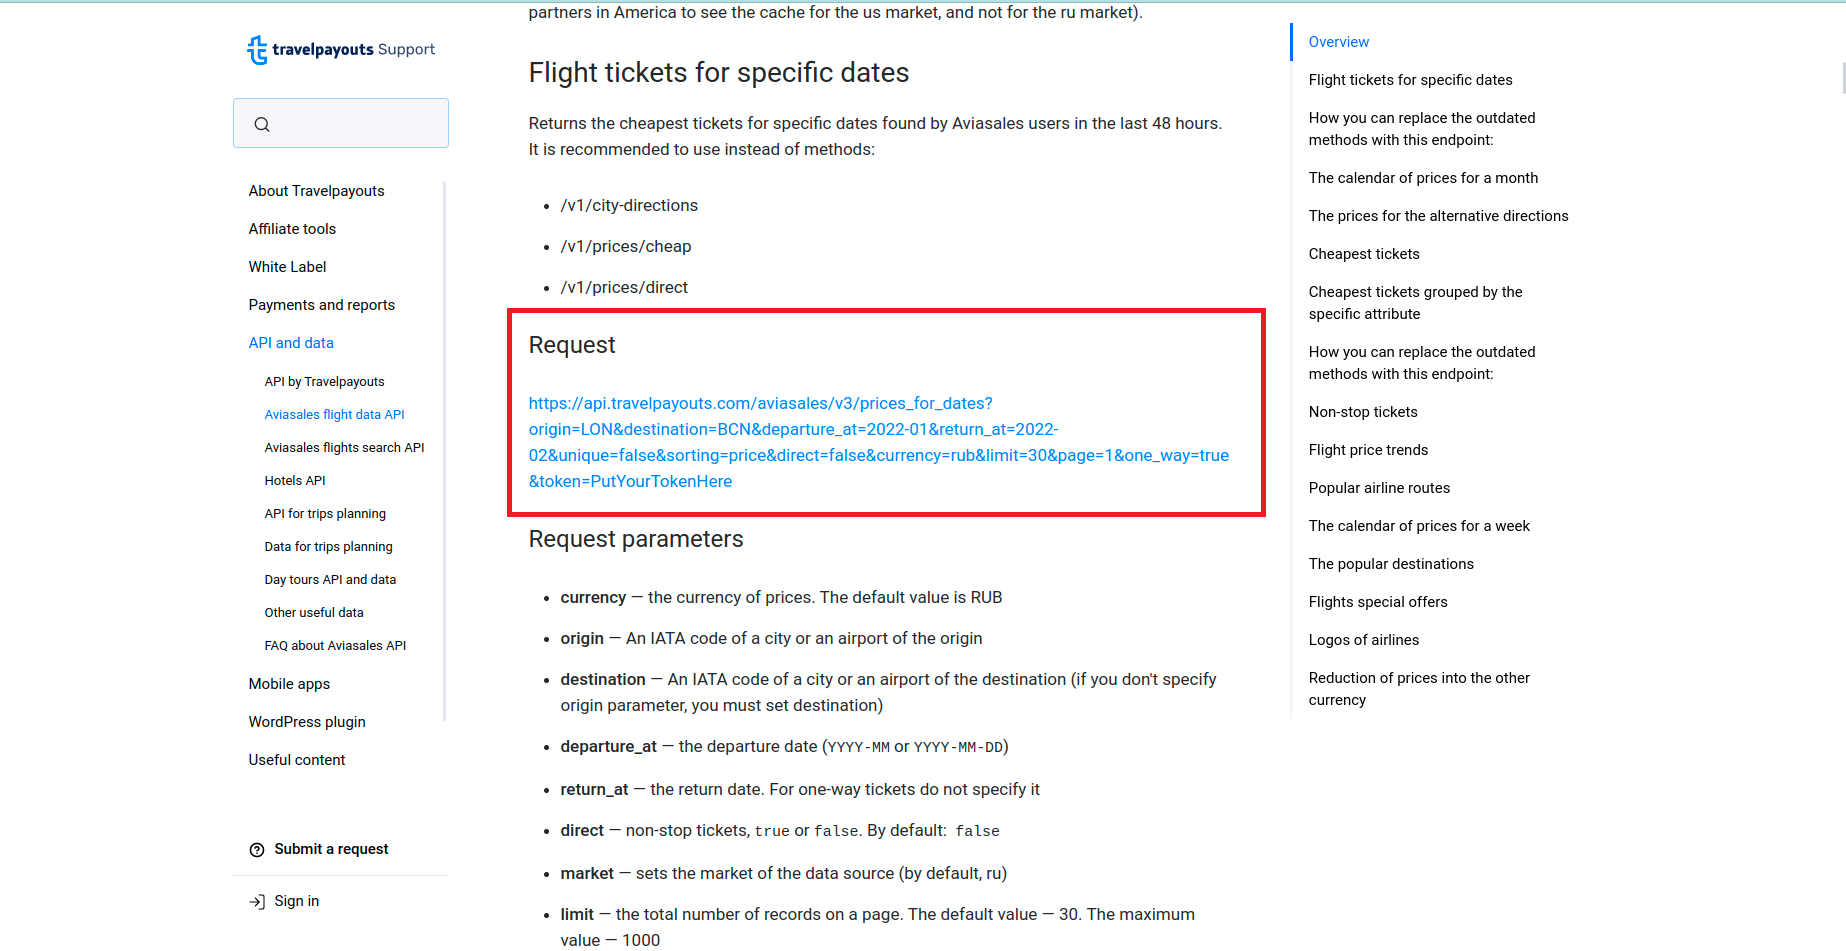 partners in America to see the cache for the us market, and not for the ru market).
travelpayouts Support
About Travelpayouts
Affiliate tools
White Label
Payments and reports
API and data
API by Travelpayouts
Aviasales flight data API
Aviasales flights search API
Hotels API
API for trips planning
Data for trips planning
Day tours API and data
Other useful data
FAQ about Aviasales API
Mobile apps
WordPress plugin
Useful content
Submit a request
Sign in
Flight tickets for specific dates
Returns the cheapest tickets for specific dates found by Aviasales users in the last 48 hours.
It is recommended to use instead of methods:
• /v1/city-directions
• /v1/prices/cheap
• /v1/prices/direct
Request
https://api.travelpayouts.com/aviasales/v3/prices_for_dates?
origin=LON&destination=BCN&departure_at=2022-01&return_at=2022-
02&unique=false&sorting=price&direct=false&currency=rub&limit=30&page=1&one_way=true
&token=PutYourTokenHere
Request parameters
• currency — the currency of prices. The default value is RUB
• origin — An IATA code of a city or an airport of the origin
• destination — An IATA code of a city or an airport of the destination (if you don't specify
origin parameter, you must set destination)
• departure_at — the departure date (YYYY-MM or YYYY-MM-DD)
• return_at — the return date. For one-way tickets do not specify it
• direct — non-stop tickets, true or false. By default: false
• market — sets the market of the data source (by default, ru)
• limit — the total number of records on a page. The default value — 30. The maximum
value — 1000
Overview
Flight tickets for specific dates
How you can replace the outdated
methods with this endpoint:
The calendar of prices for a month
The prices for the alternative directions
Cheapest tickets
Cheapest tickets grouped by the
specific attribute
How you can replace the outdated
methods with this endpoint:
Non-stop tickets
Flight price trends
Popular airline routes
The calendar of prices for a week
The popular destinations
Flights special offers
Logos of airlines
Reduction of prices into the other
currency